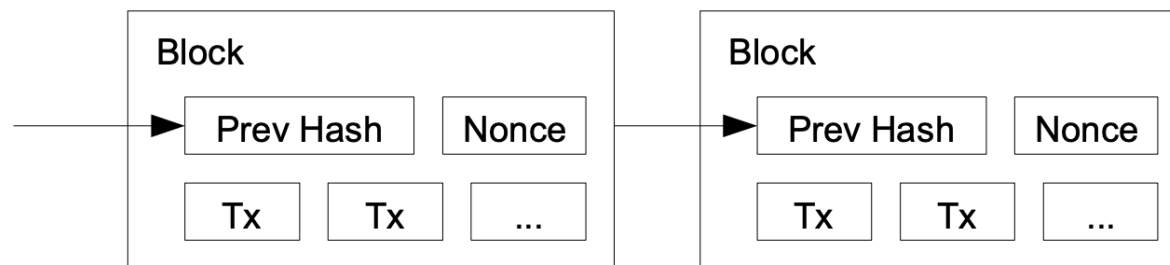 Block
Prev Hash Nonce
Tx Tx ...
Block
Prev Hash Nonce
Tx Tx ...